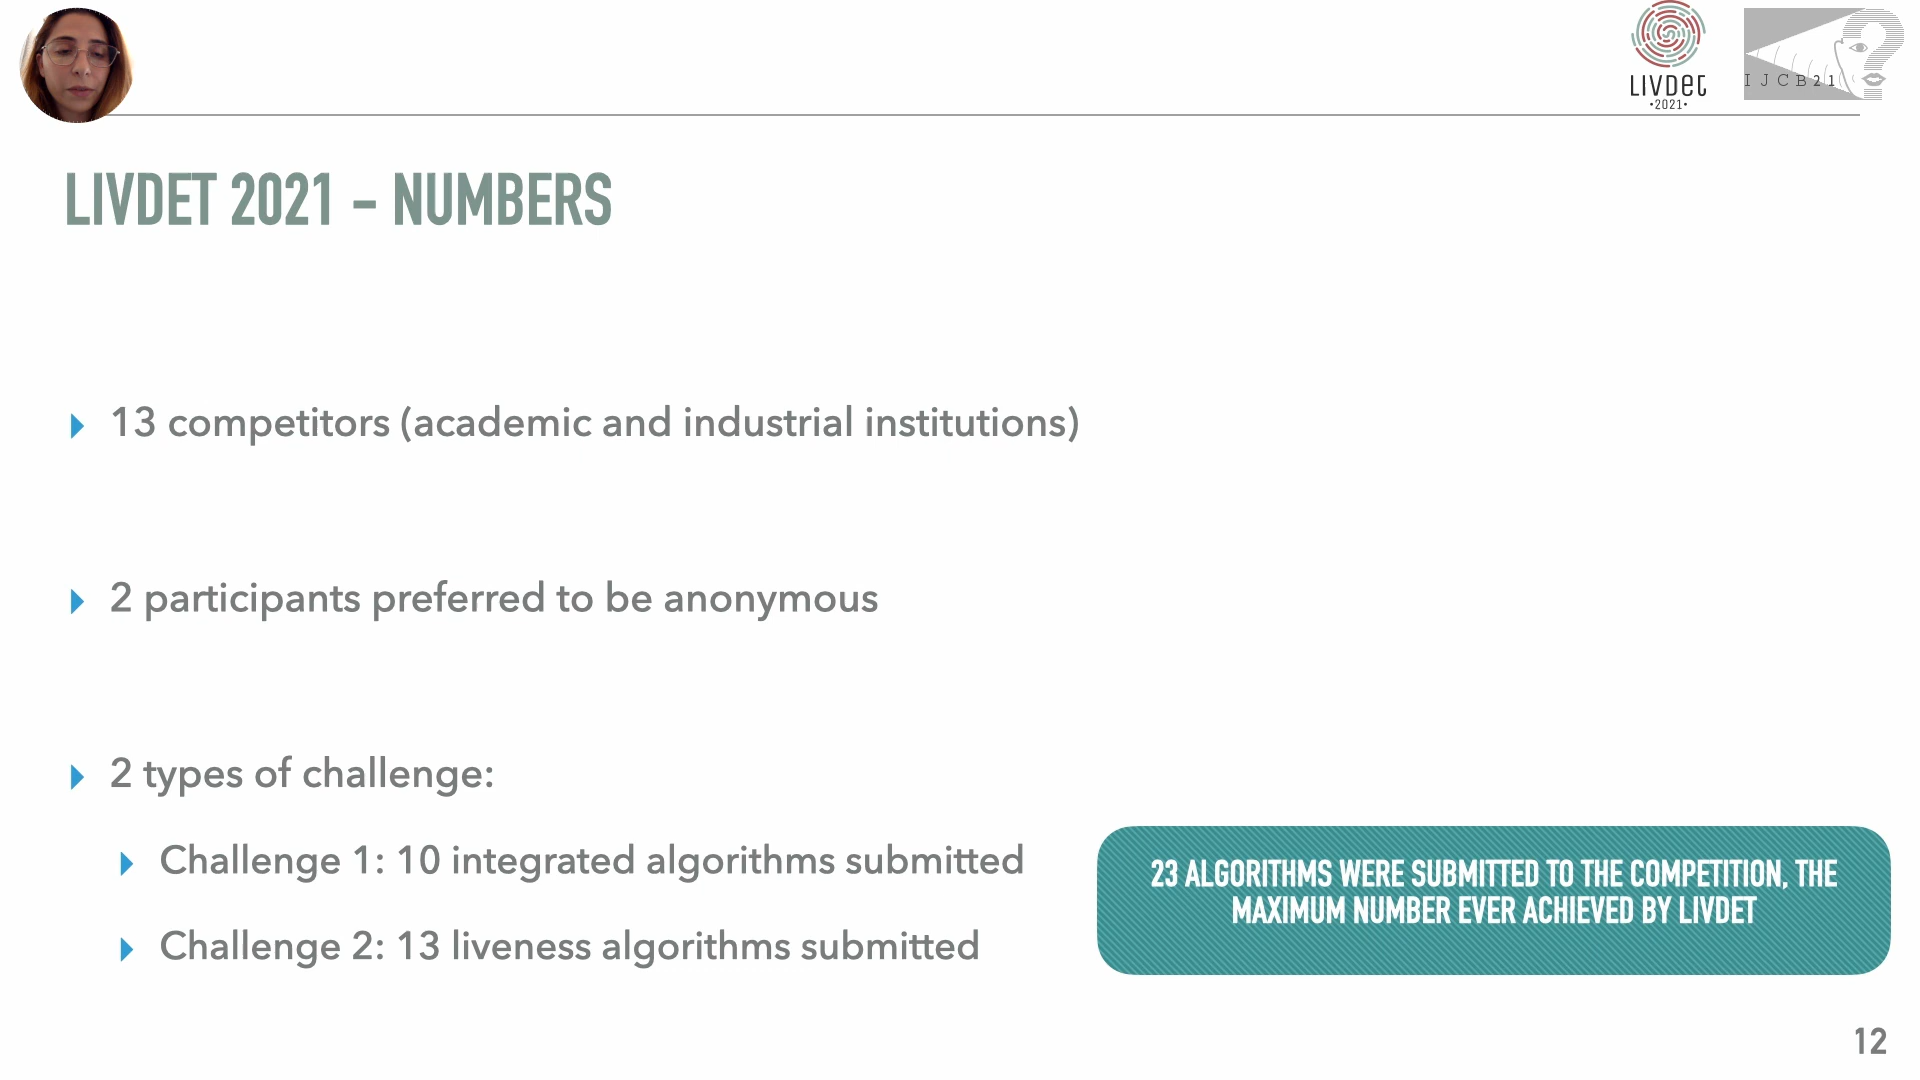 LIVDET
•2021•
I J C B 2 1
LIVDET 2021 - NUMBERS
13 competitors (academic and industrial institutions)
2 participants preferred to be anonymous
2 types of challenge:
Challenge 1: 10 integrated algorithms submitted
Challenge 2: 13 liveness algorithms submitted
23 ALGORITHMS WERE SUBMITTED TO THE COMPETITION, THE
MAXIMUM NUMBER EVER ACHIEVED BY LIVDET
12